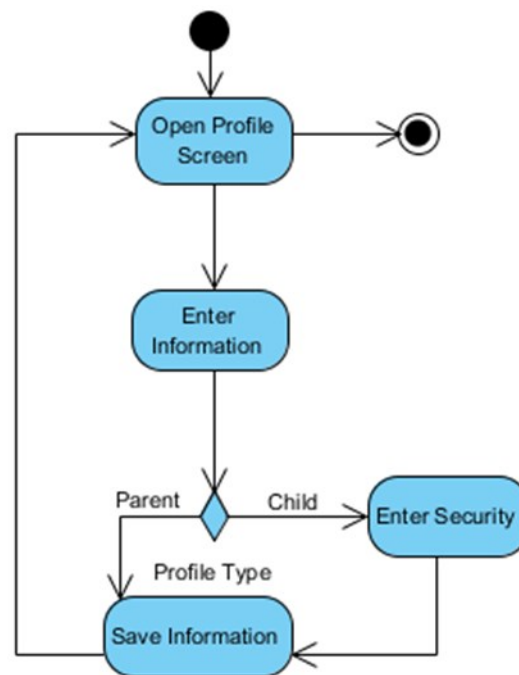 Open Profile
Screen
Enter
Information
Parent
Child
Enter Security
Profile Type
Save Information